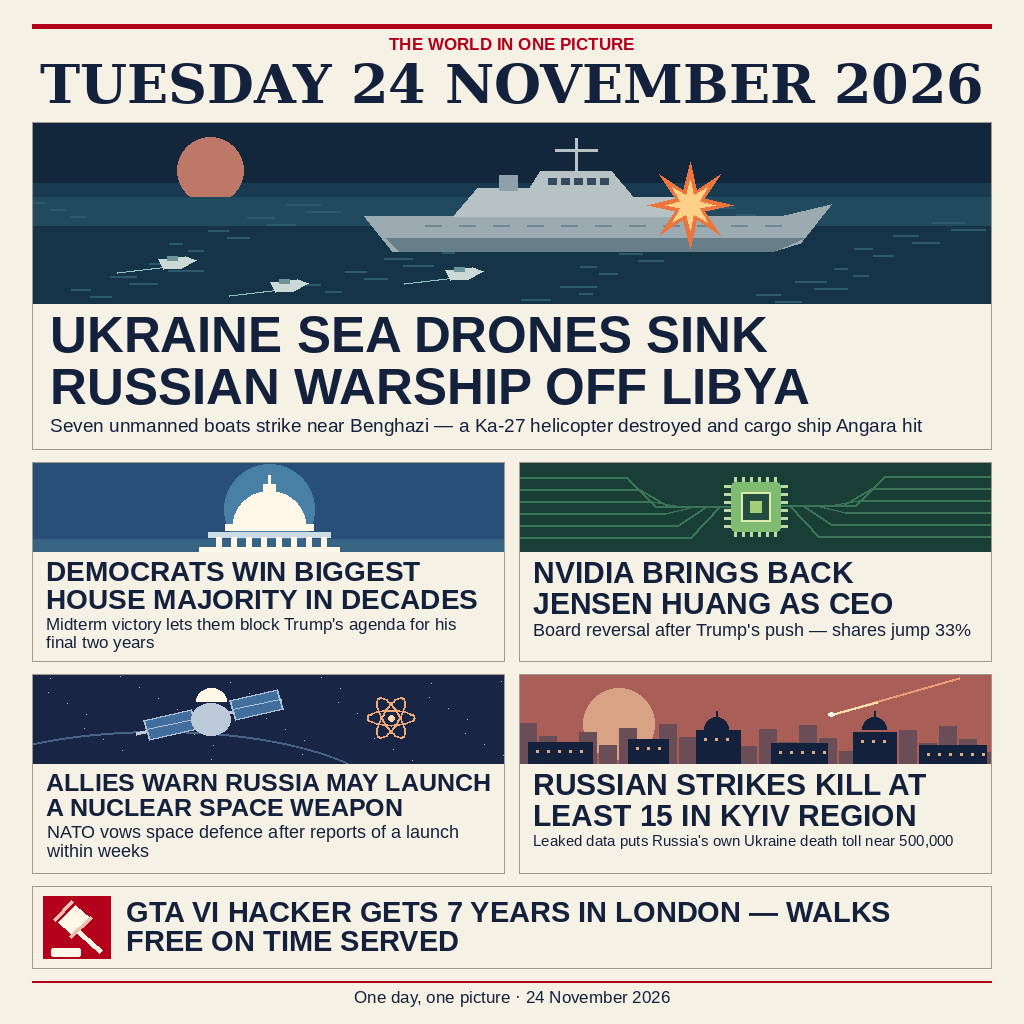 THE WORLD IN ONE PICTURE
TUESDAY 24 NOVEMBER 2026
UKRAINE SEA DRONES SINK
RUSSIAN WARSHIP OFF LIBYA
Seven unmanned boats strike near Benghazi — a Ka-27 helicopter destroyed and cargo ship Angara hit
DEMOCRATS WIN BIGGEST
HOUSE MAJORITY IN DECADES
Midterm victory lets them block Trump's agenda for his
final two years
NVIDIA BRINGS BACK
JENSEN HUANG AS CEO
Board reversal after Trump's push — shares jump 33%
ALLIES WARN RUSSIA MAY LAUNCH
A NUCLEAR SPACE WEAPON
NATO vows space defence after reports of a launch
within weeks
RUSSIAN STRIKES KILL AT
LEAST 15 IN KYIV REGION
Leaked data puts Russia's own Ukraine death toll near 500,000
GTA VI HACKER GETS 7 YEARS IN LONDON — WALKS
FREE ON TIME SERVED
One day, one picture · 24 November 2026